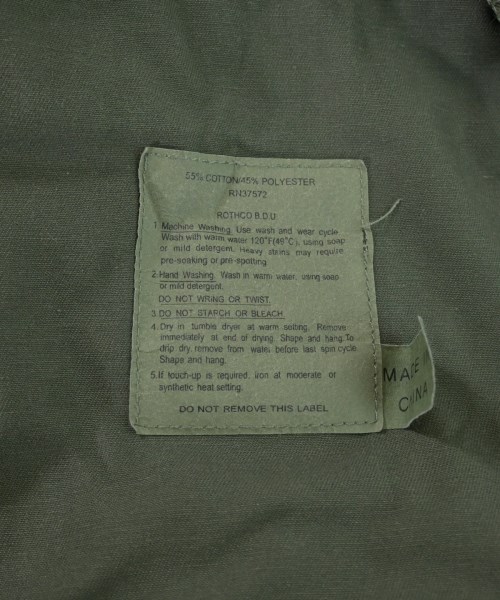 55% COTTON/45% POLYESTER
RN37572
ROTHCO B.D.U
1. Machine Washing. Use wash and wear cycle
Wash with warm water 120°F(49°C), using soap
or mild detergent. Heavy stains may require
pre-soaking or pre-spotting
2. Hand Washing. Wash in warm water, using soap
or mild detergent.
DO NOT WRING OR TWIST.
3. DO NOT STARCH OR BLEACH.
4. Dry in tumble dryer at warm setting. Remove
immediately at end of drying. Shape and hang. To
drip dry, remove from water before last spin cycle.
Shape and hang.
5. If touch-up is required, iron at moderate or
synthetic heat setting.
DO NOT REMOVE THIS LABEL
MADE IN
CHINA